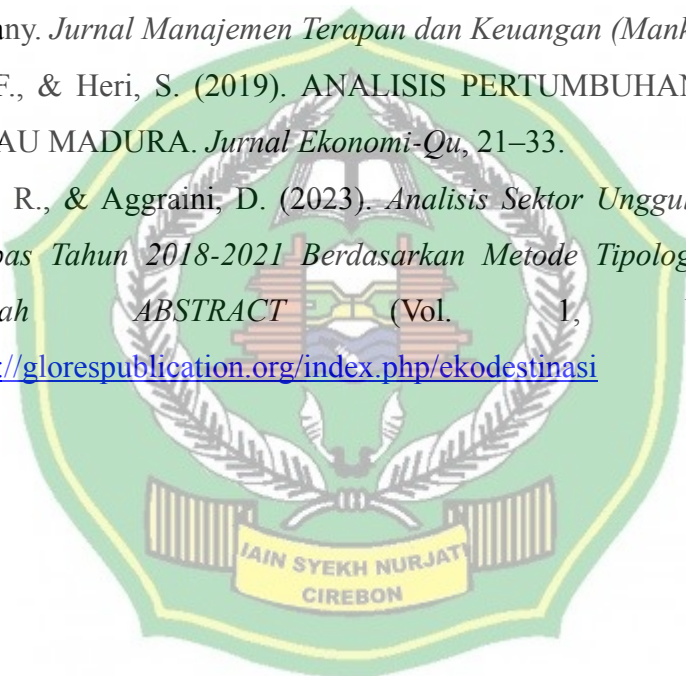 any. Jurnal Manajemen Terapan dan Keuangan (Mank
F., & Heri, S. (2019). ANALISIS PERTUMBUHAN
AU MADURA. Jurnal Ekonomi-Qu, 21–33.
R., & Aggraini, D. (2023). Analisis Sektor Unggul
pas Tahun 2018-2021 Berdasarkan Metode Tipolog
ah ABSTRACT (Vol. 1,
://glorespublication.org/index.php/ekodestinasi
IAIN SYEKH NURJATI
CIREBON